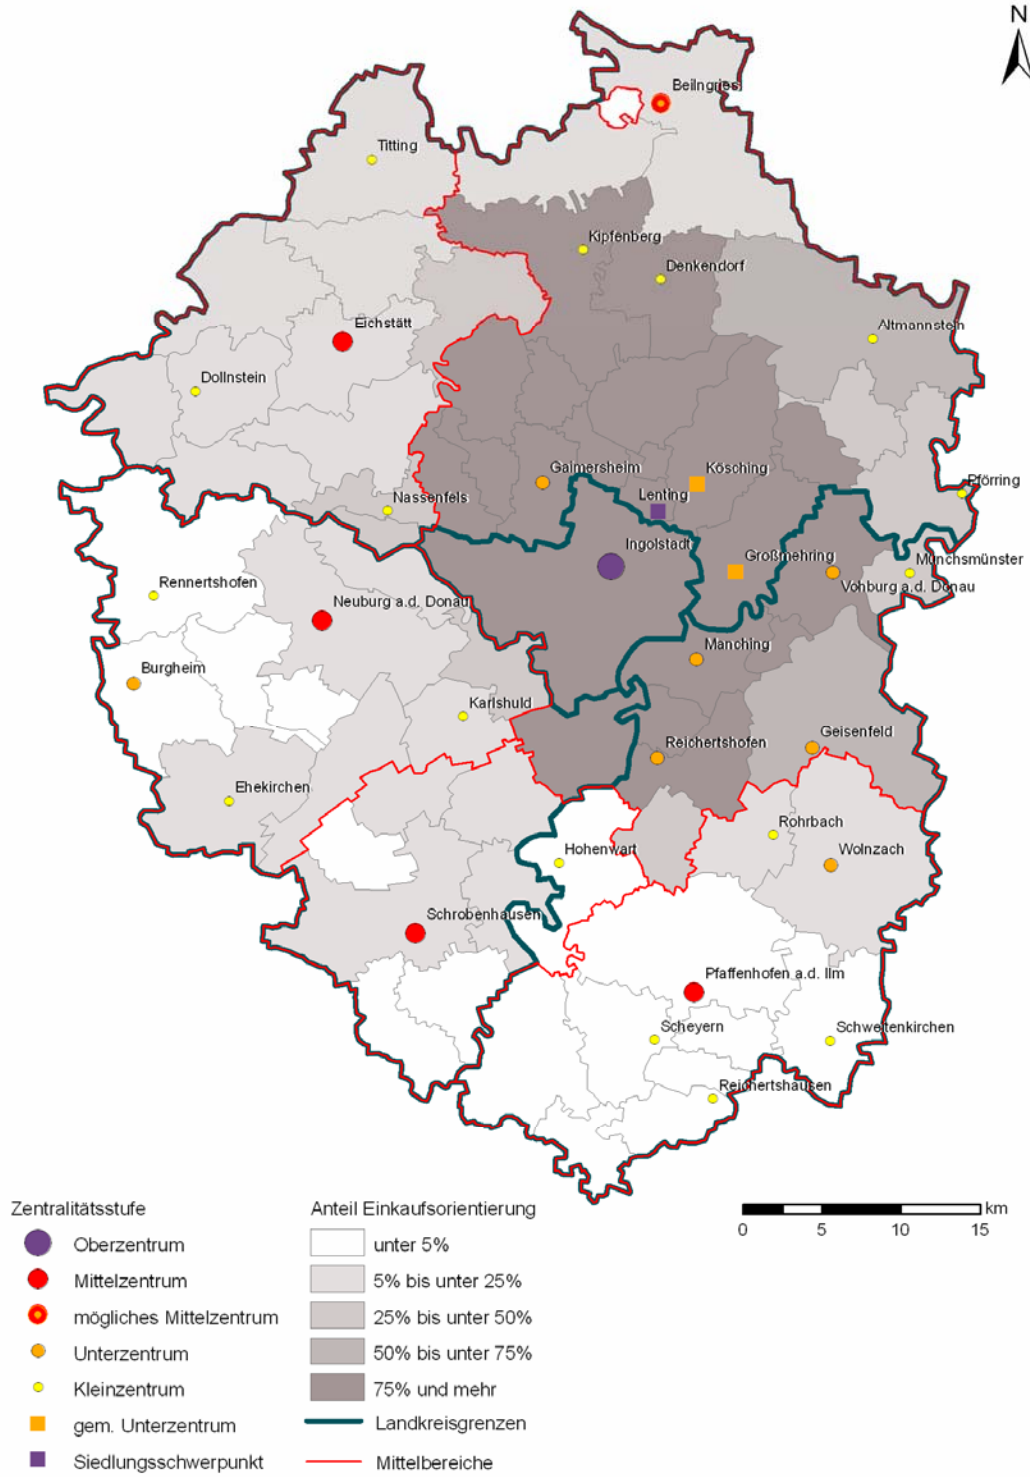 N
Beilngries
Titting
Kipfenberg
Denkendorf
Eichstätt
Altmannstein
Dollnstein
Gaimersheim
Kösching
Nassenfels
Lenting
Pförring
Ingolstadt
Großmehring
Münchsmünster
Rennertshofen
Vohburg a.d. Donau
Neuburg a.d. Donau
Manching
Burgheim
Karlshuld
Reichertshofen
Geisenfeld
Ehekirchen
Rohrbach
Hohenwart
Wolnzach
Schrobenhausen
Pfaffenhofen a.d. Ilm
Scheyern
Schweitenkirchen
Reichertshausen
Zentralitätsstufe
Oberzentrum
Mittelzentrum
mögliches Mittelzentrum
Unterzentrum
Kleinzentrum
gem. Unterzentrum
Siedlungsschwerpunkt
Anteil Einkaufsorientierung
unter 5%
5% bis unter 25%
25% bis unter 50%
50% bis unter 75%
75% und mehr
Landkreisgrenzen
Mittelbereiche
km
0 5 10 15